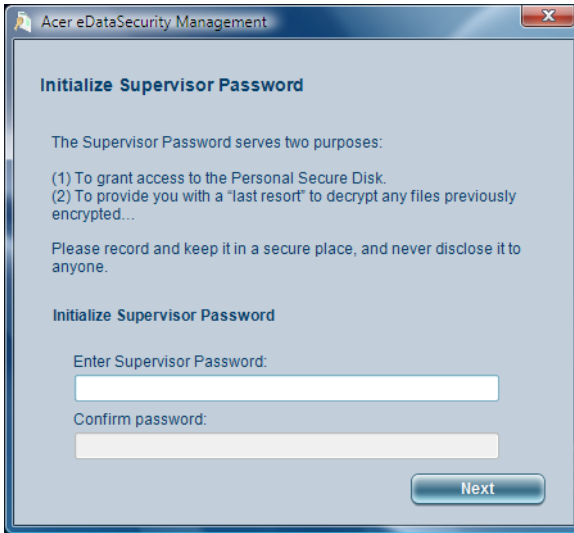 Acer eDataSecurity Management
Initialize Supervisor Password
The Supervisor Password serves two purposes:
(1) To grant access to the Personal Secure Disk.
(2) To provide you with a “last resort” to decrypt any files previously
encrypted…
Please record and keep it in a secure place, and never disclose it to
anyone.
Initialize Supervisor Password
Enter Supervisor Password:
Confirm password:
Next